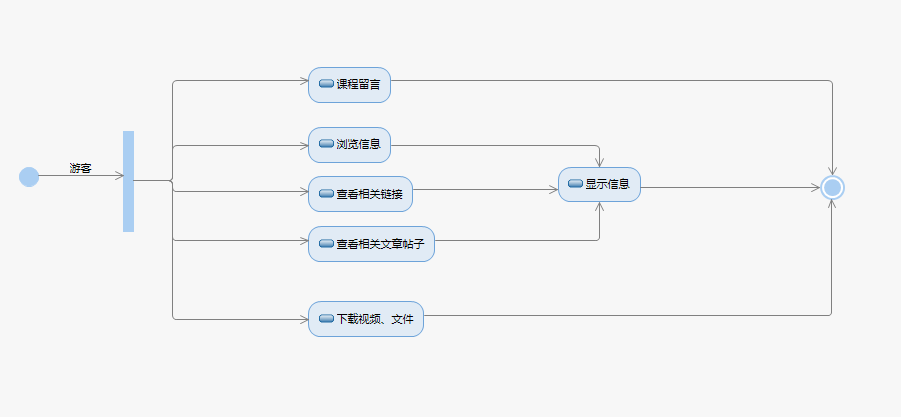 游客
课程留言
浏览信息
查看相关链接
显示信息
查看相关文章帖子
下载视频、文件